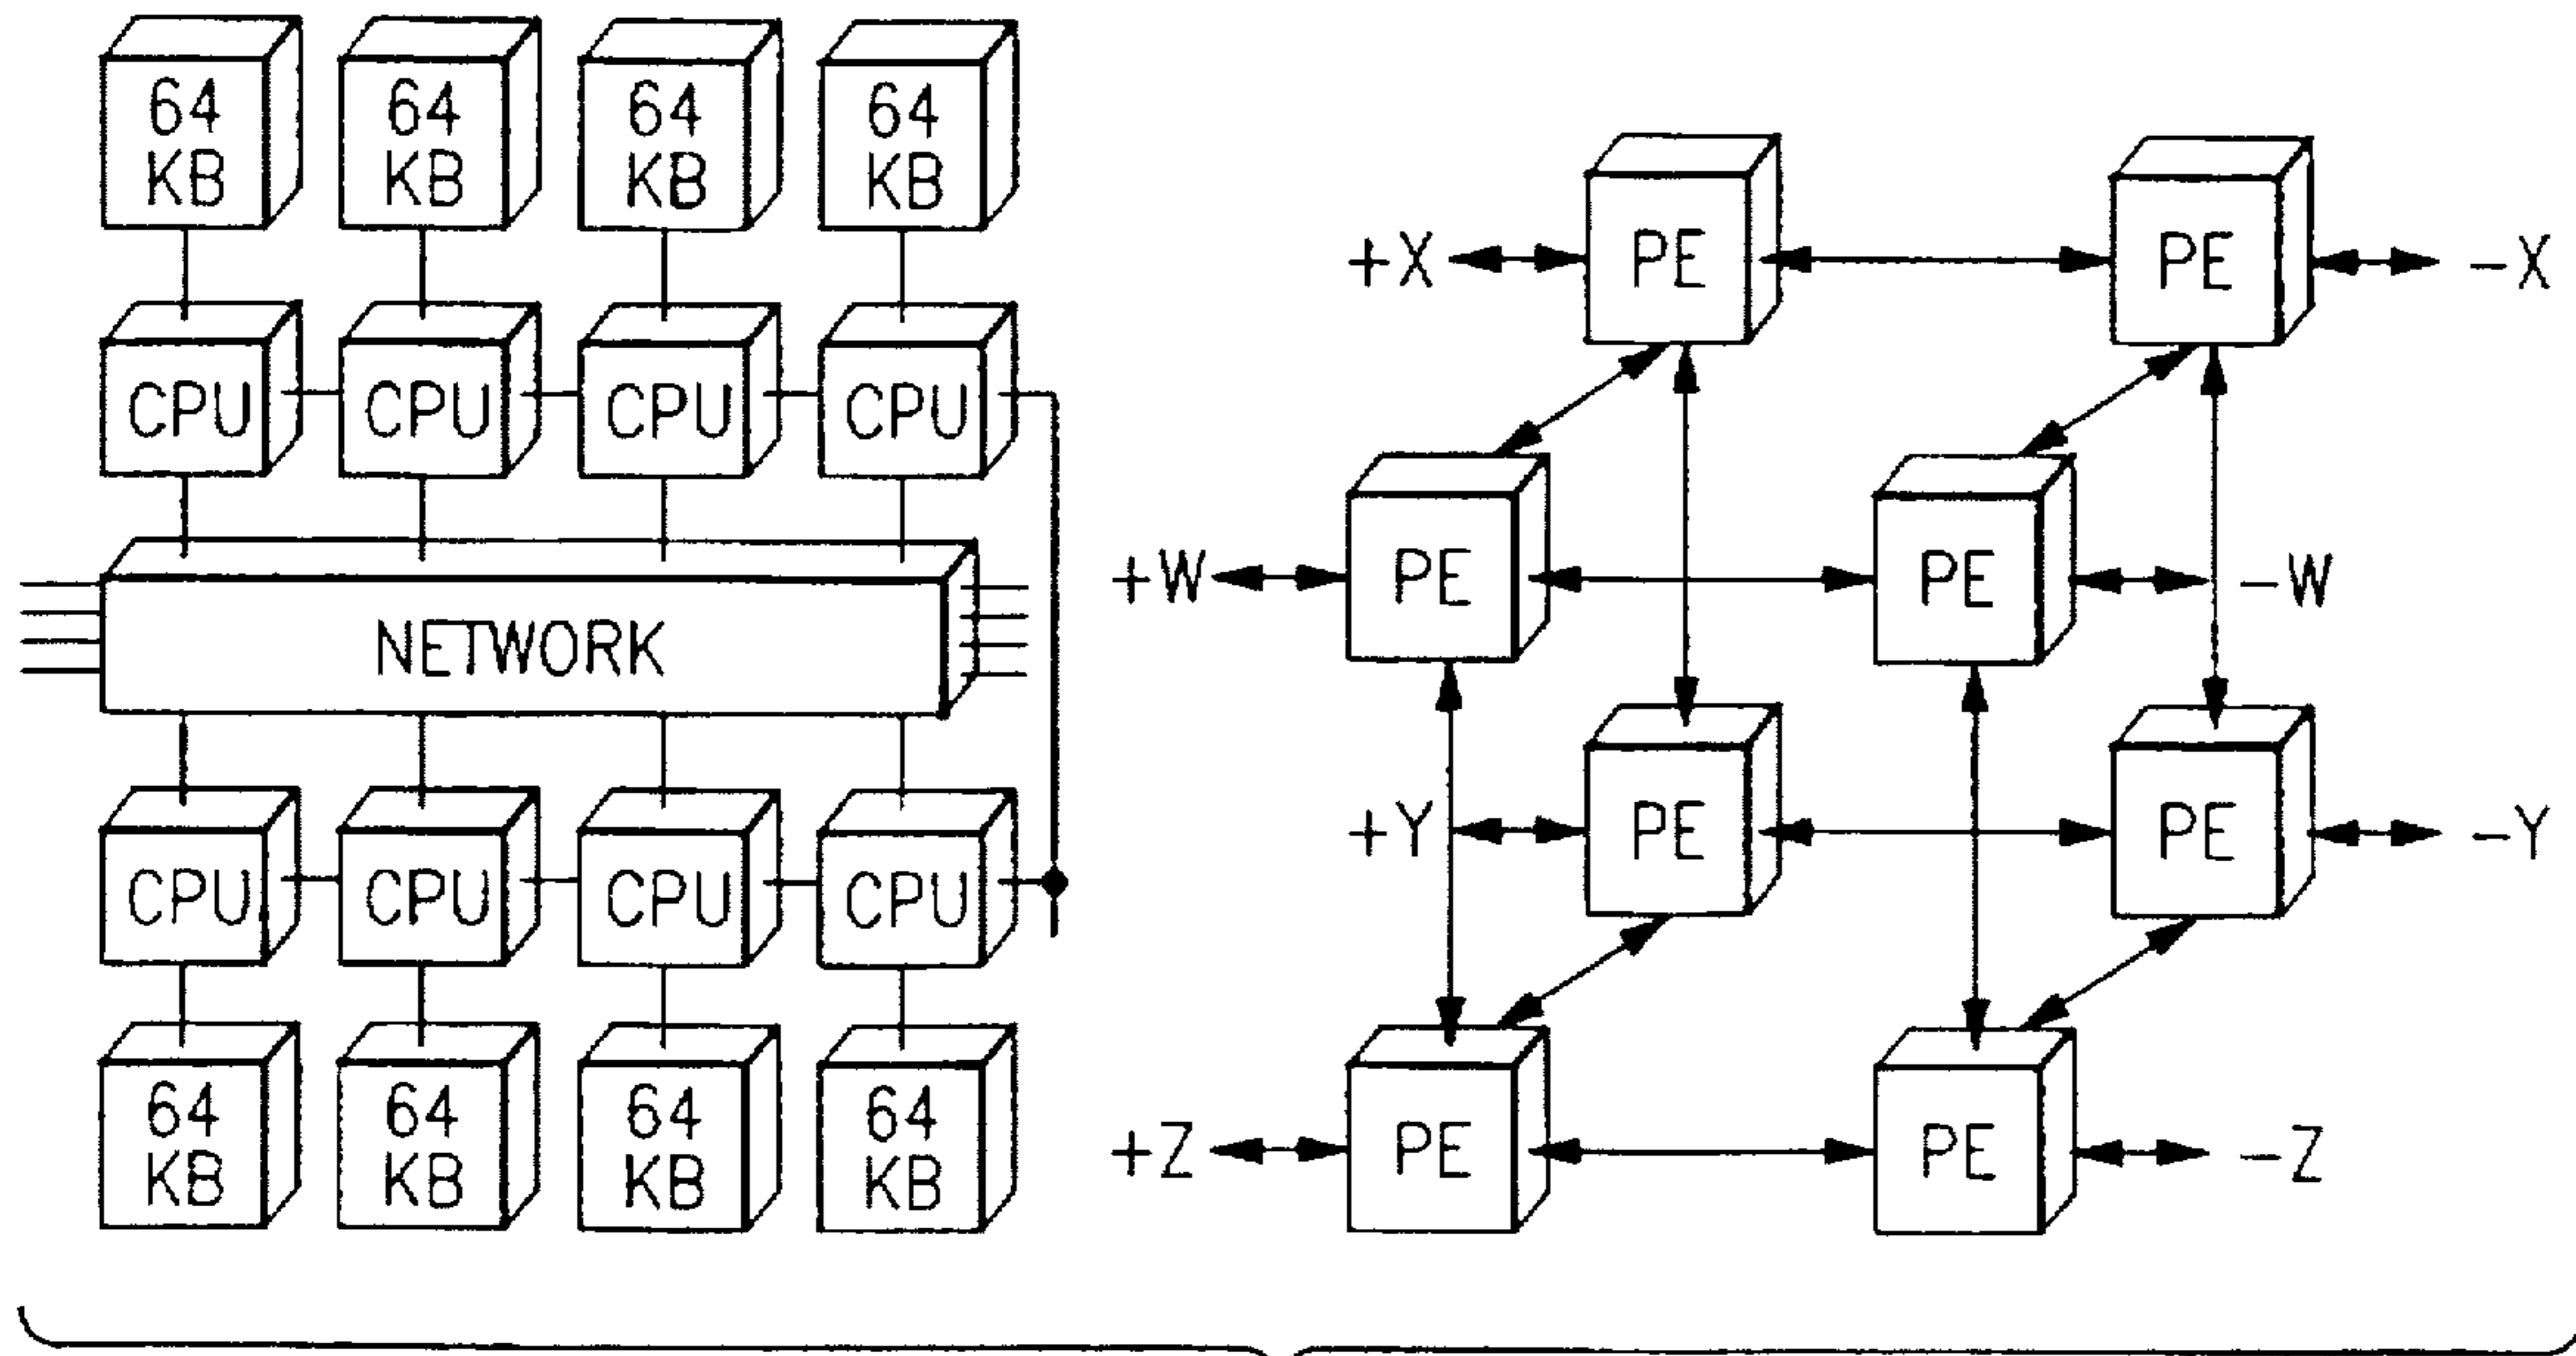 64 KB
64 KB
64 KB
64 KB
CPU
CPU
CPU
CPU
NETWORK
CPU
CPU
CPU
CPU
64 KB
64 KB
64 KB
64 KB
+X
PE
PE
-X
+W
PE
PE
-W
+Y
PE
PE
-Y
+Z
PE
PE
-Z